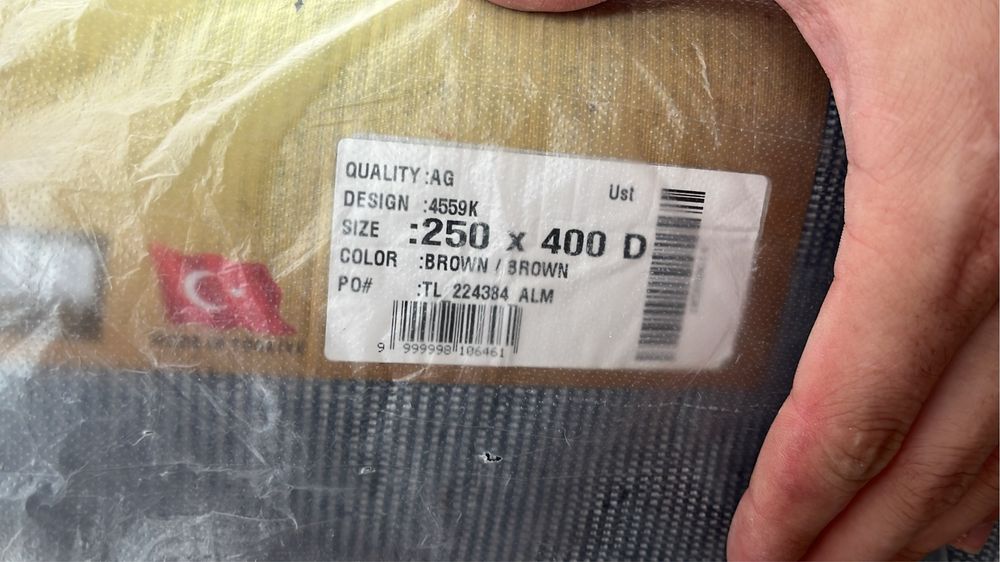 QUALITY :AG
Ust
DESIGN :4559K
SIZE :250 x 400 D
COLOR :BROWN / BROWN
PO# :TL 224384 ALM
9 999998 106461